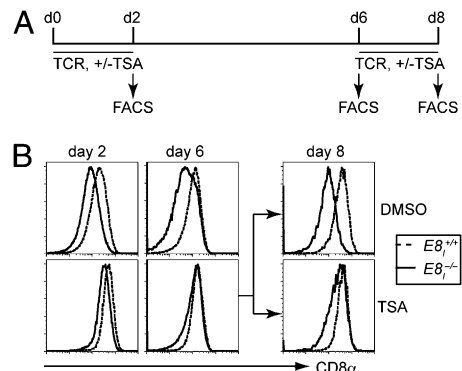 A
d0 d2 d6 d8
TCR, +/-TSA TCR, +/-TSA
FACS FACS FACS
B
day 2 day 6 day 8
DMSO
E8I+/+
E8I-/-
TSA
CD8α